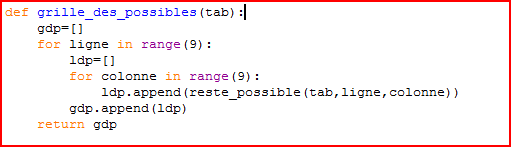 def grille_des_possibles(tab):
    gdp=[]
    for ligne in range(9):
        ldp=[]
        for colonne in range(9):
            ldp.append(reste_possible(tab,ligne,colonne))
        gdp.append(ldp)
    return gdp